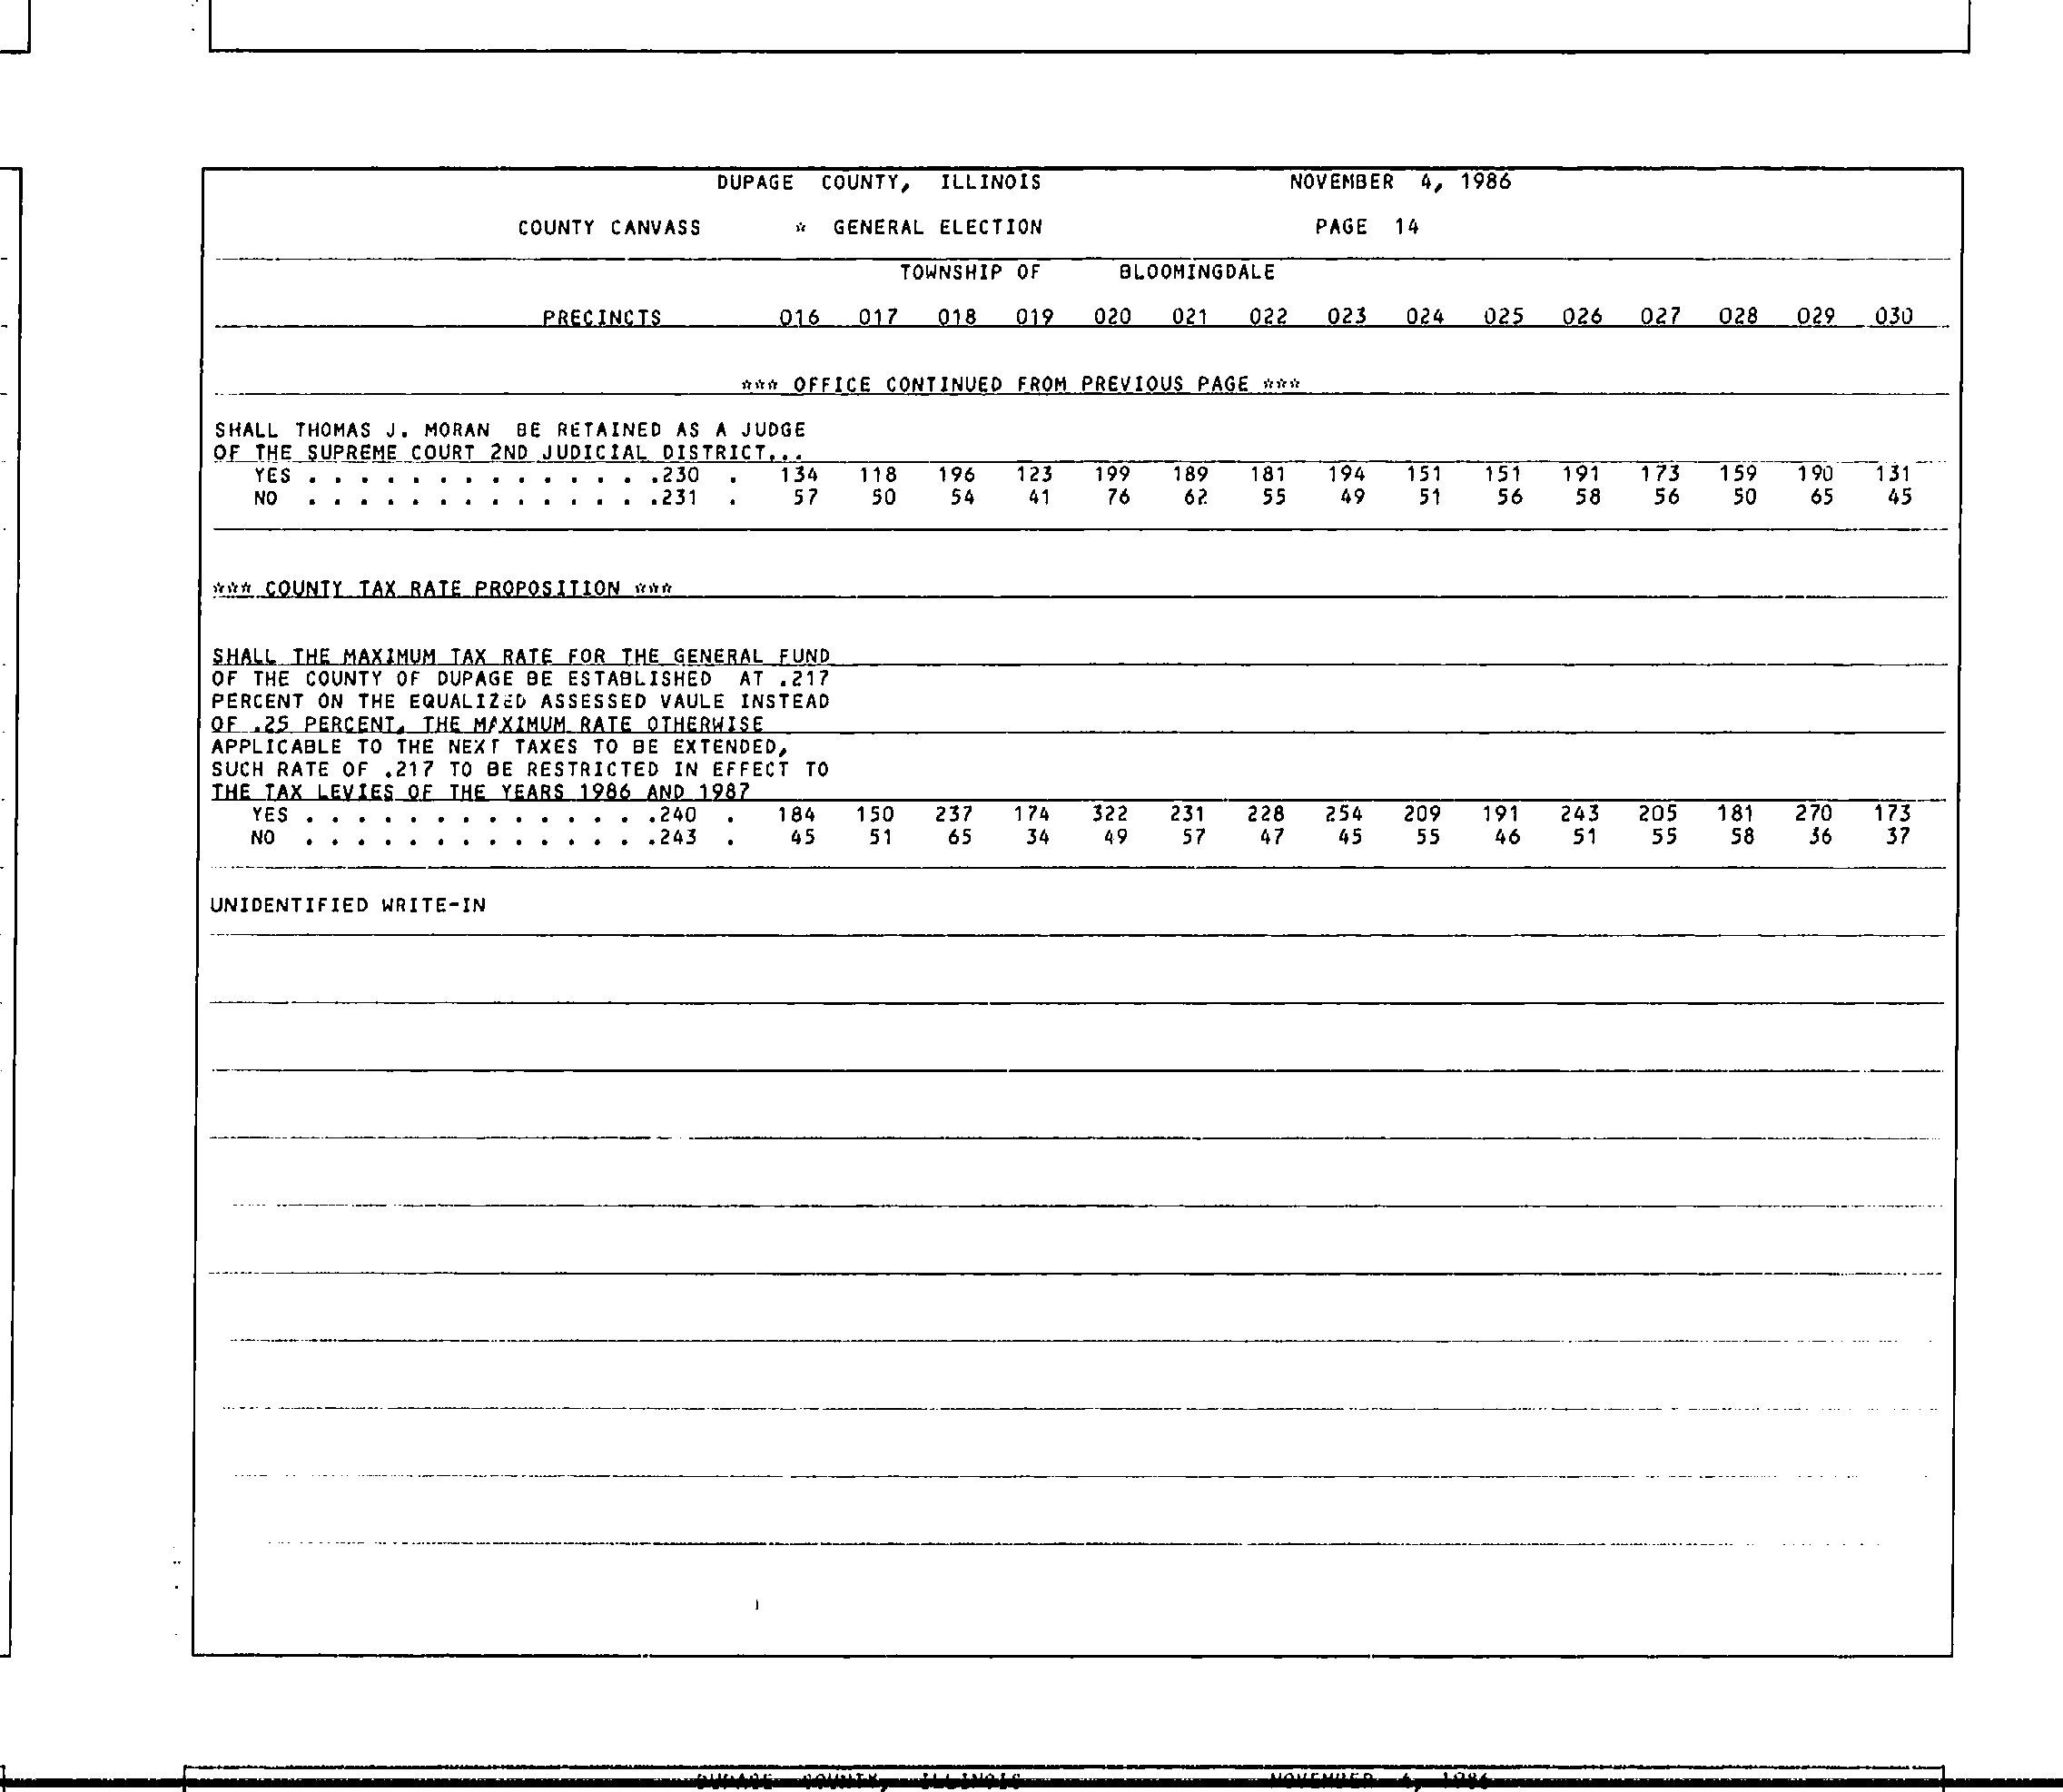 DUPAGE COUNTY, ILLINOIS NOVEMBER 4, 1986
COUNTY CANVASS * GENERAL ELECTION PAGE 14
TOWNSHIP OF BLOOMINGDALE
PRECINCTS 016 017 018 019 020 021 022 023 024 025 026 027 028 029 030
*** OFFICE CONTINUED FROM PREVIOUS PAGE ***
SHALL THOMAS J. MORAN BE RETAINED AS A JUDGE
OF THE SUPREME COURT 2ND JUDICIAL DISTRICT...
YES . . . . . . . . . . . . . .230 . 134 118 196 123 199 189 181 194 151 151 191 173 159 190 131
NO . . . . . . . . . . . . . .231 . 57 50 54 41 76 62 55 49 51 56 58 56 50 65 45
*** COUNTY TAX RATE PROPOSITION ***
SHALL THE MAXIMUM TAX RATE FOR THE GENERAL FUND
OF THE COUNTY OF DUPAGE BE ESTABLISHED AT .217
PERCENT ON THE EQUALIZED ASSESSED VAULE INSTEAD
OF .25 PERCENT, THE MAXIMUM RATE OTHERWISE
APPLICABLE TO THE NEXT TAXES TO BE EXTENDED,
SUCH RATE OF .217 TO BE RESTRICTED IN EFFECT TO
THE TAX LEVIES OF THE YEARS 1986 AND 1987
YES . . . . . . . . . . . . . .240 . 184 150 237 174 322 231 228 254 209 191 243 205 181 270 173
NO . . . . . . . . . . . . . .243 . 45 51 65 34 49 57 47 45 55 46 51 55 58 36 37
UNIDENTIFIED WRITE-IN
DUPAGE COUNTY, ILLINOIS NOVEMBER 4, 1986